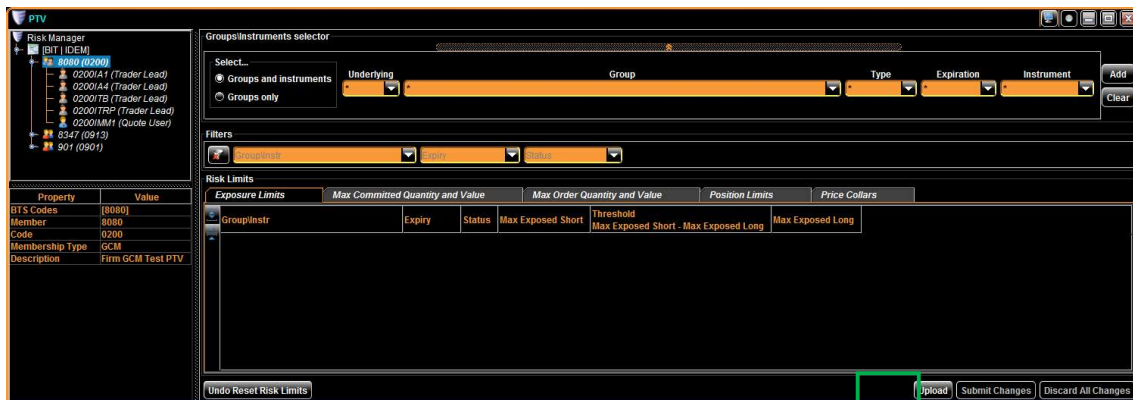 PTV
Risk Manager
[BIT | IDEM]
8080 (0200)
0200IA1 (Trader Lead)
0200IA4 (Trader Lead)
0200ITB (Trader Lead)
0200ITRP (Trader Lead)
0200IMM1 (Quote User)
8347 (0913)
901 (0901)
Property Value
BTS Codes [8080]
Member 8080
Code 0200
Membership Type GCM
Description Firm GCM Test PTV
Groups\Instruments selector
Select...
Groups and instruments
Groups only
Underlying Group Type Expiration Instrument
* * * * *
Add
Clear
Filters
Group\Instr Expiry Status
Risk Limits
Exposure Limits Max Committed Quantity and Value Max Order Quantity and Value Position Limits Price Collars
Group\Instr Expiry Status Max Exposed Short Threshold Max Exposed Long
Max Exposed Short - Max Exposed Long
Undo Reset Risk Limits Upload Submit Changes Discard All Changes